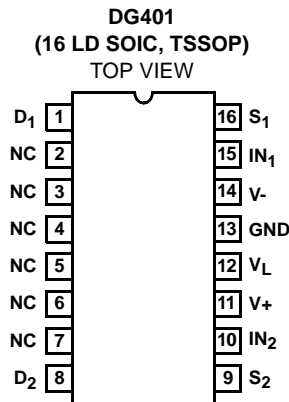 DG401
(16 LD SOIC, TSSOP)
TOP VIEW
D1 1 16 S1
NC 2 15 IN1
NC 3 14 V-
NC 4 13 GND
NC 5 12 VL
NC 6 11 V+
NC 7 10 IN2
D2 8 9 S2